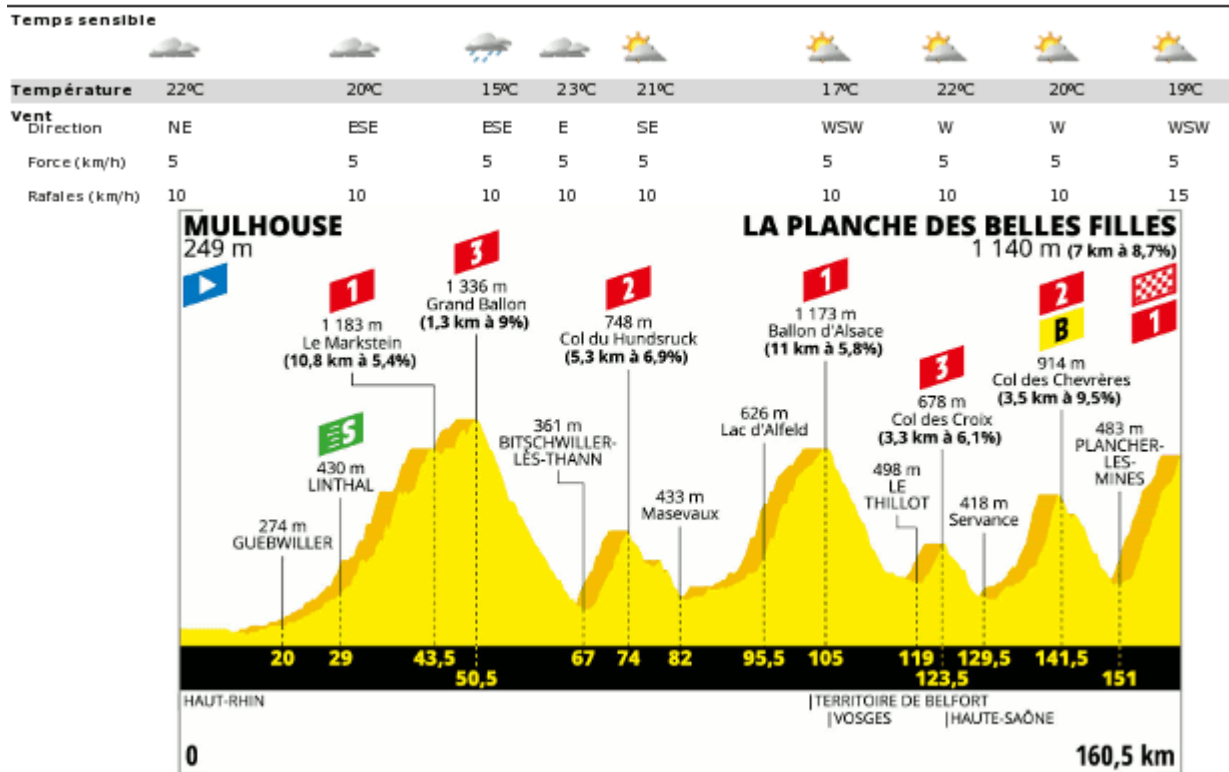 Temps sensible
Température 22ºC 20ºC 15ºC 23ºC 21ºC 17ºC 22ºC 20ºC 19ºC
Vent
Direction NE ESE ESE E SE WSW W W WSW
Force (km/h) 5 5 5 5 5 5 5 5 5
Rafales (km/h) 10 10 10 10 10 10 10 10 15
MULHOUSE
249 m
LA PLANCHE DES BELLES FILLES
1 140 m (7 km à 8,7%)
274 m
GUEBWILLER
S
430 m
LINTHAL
1
1 183 m
Le Markstein
(10,8 km à 5,4%)
3
1 336 m
Grand Ballon
(1,3 km à 9%)
361 m
BITSCHWILLER-
LÈS-THANN
2
748 m
Col du Hundsruck
(5,3 km à 6,9%)
433 m
Masevaux
626 m
Lac d'Alfeld
1
1 173 m
Ballon d'Alsace
(11 km à 5,8%)
498 m
LE
THILLOT
3
678 m
Col des Croix
(3,3 km à 6,1%)
418 m
Servance
2
B
914 m
Col des Chevrères
(3,5 km à 9,5%)
483 m
PLANCHER-
LES-
MINES
1
20 29 43,5 50,5 67 74 82 95,5 105 119 123,5 129,5 141,5 151
HAUT-RHIN
|TERRITOIRE DE BELFORT
|VOSGES |HAUTE-SAÔNE
0 160,5 km